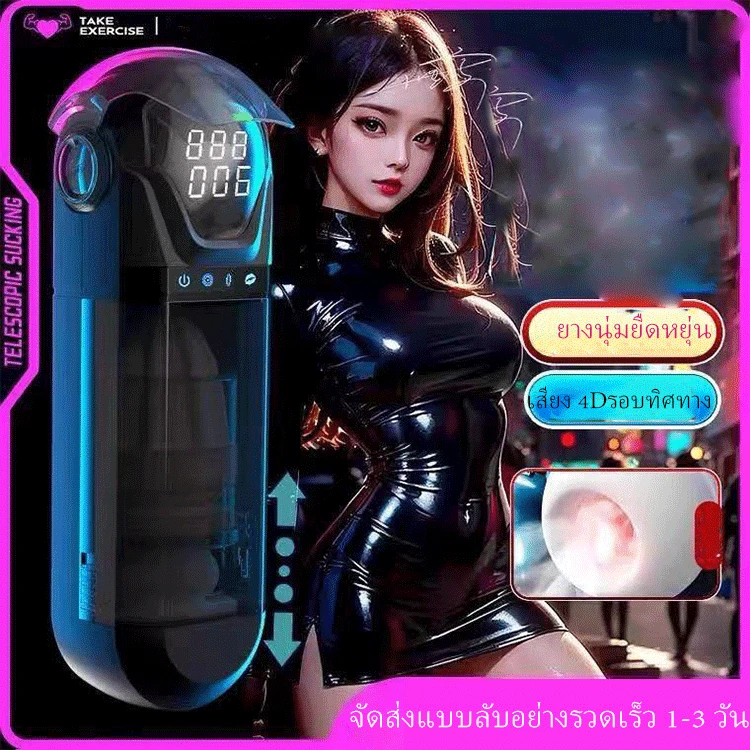 TAKE
EXERCISE
888
006
TELESCOPIC SUCKING
ยางนุ่มยืดหยุ่น
เสียง 4Dรอบทิศทาง
จัดส่งแบบลับอย่างรวดเร็ว 1-3 วัน